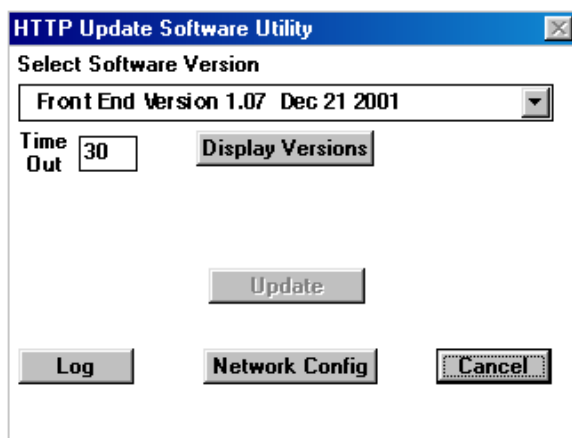 HTTP Update Software Utility
Select Software Version
Front End Version 1.07 Dec 21 2001
Time Out 30 Display Versions
Update
Log Network Config Cancel